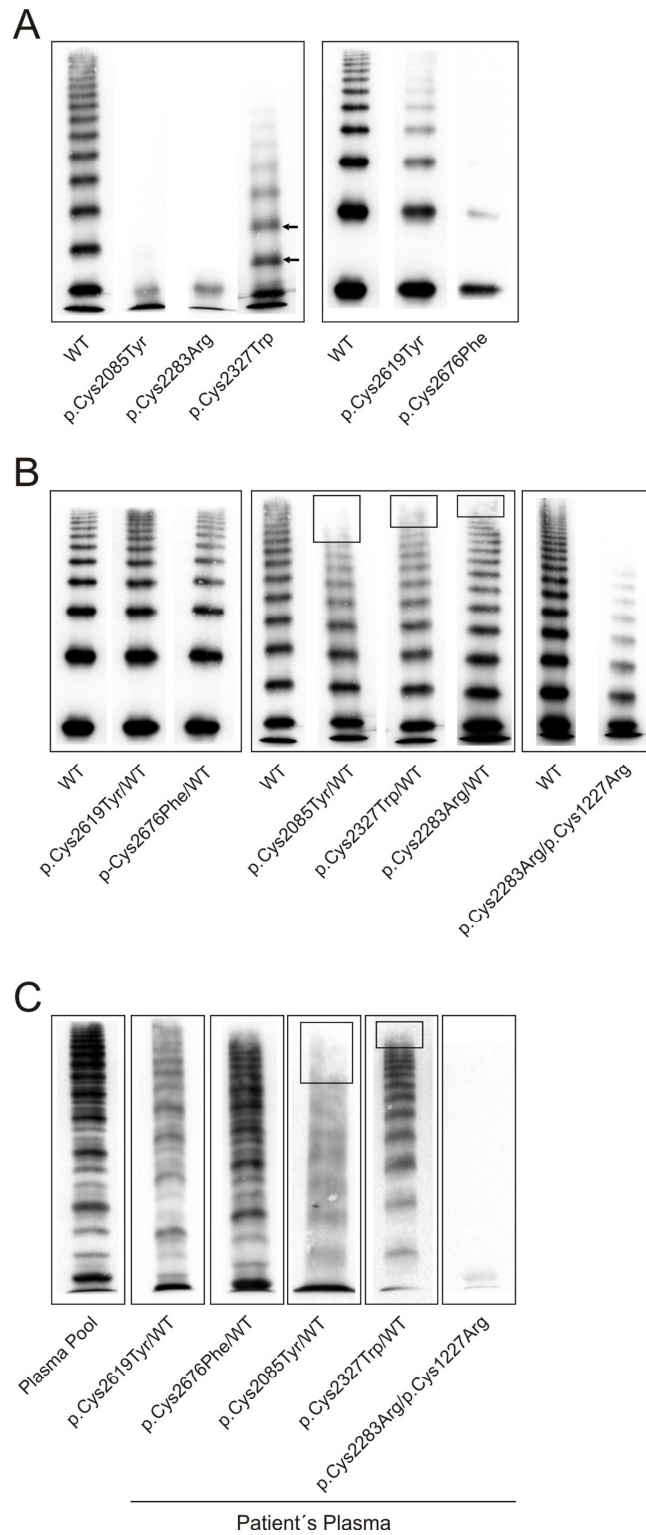 A
WT
p.Cys2085Tyr
p.Cys2283Arg
p.Cys2327Trp
WT
p.Cys2619Tyr
p.Cys2676Phe
B
WT
p.Cys2619Tyr/WT
p-Cys2676Phe/WT
WT
p.Cys2085Tyr/WT
p.Cys2327Trp/WT
p.Cys2283Arg/WT
WT
p.Cys2283Arg/p.Cys1227Arg
C
Plasma Pool
p.Cys2619Tyr/WT
p.Cys2676Phe/WT
p.Cys2085Tyr/WT
p.Cys2327Trp/WT
p.Cys2283Arg/p.Cys1227Arg
Patient´s Plasma